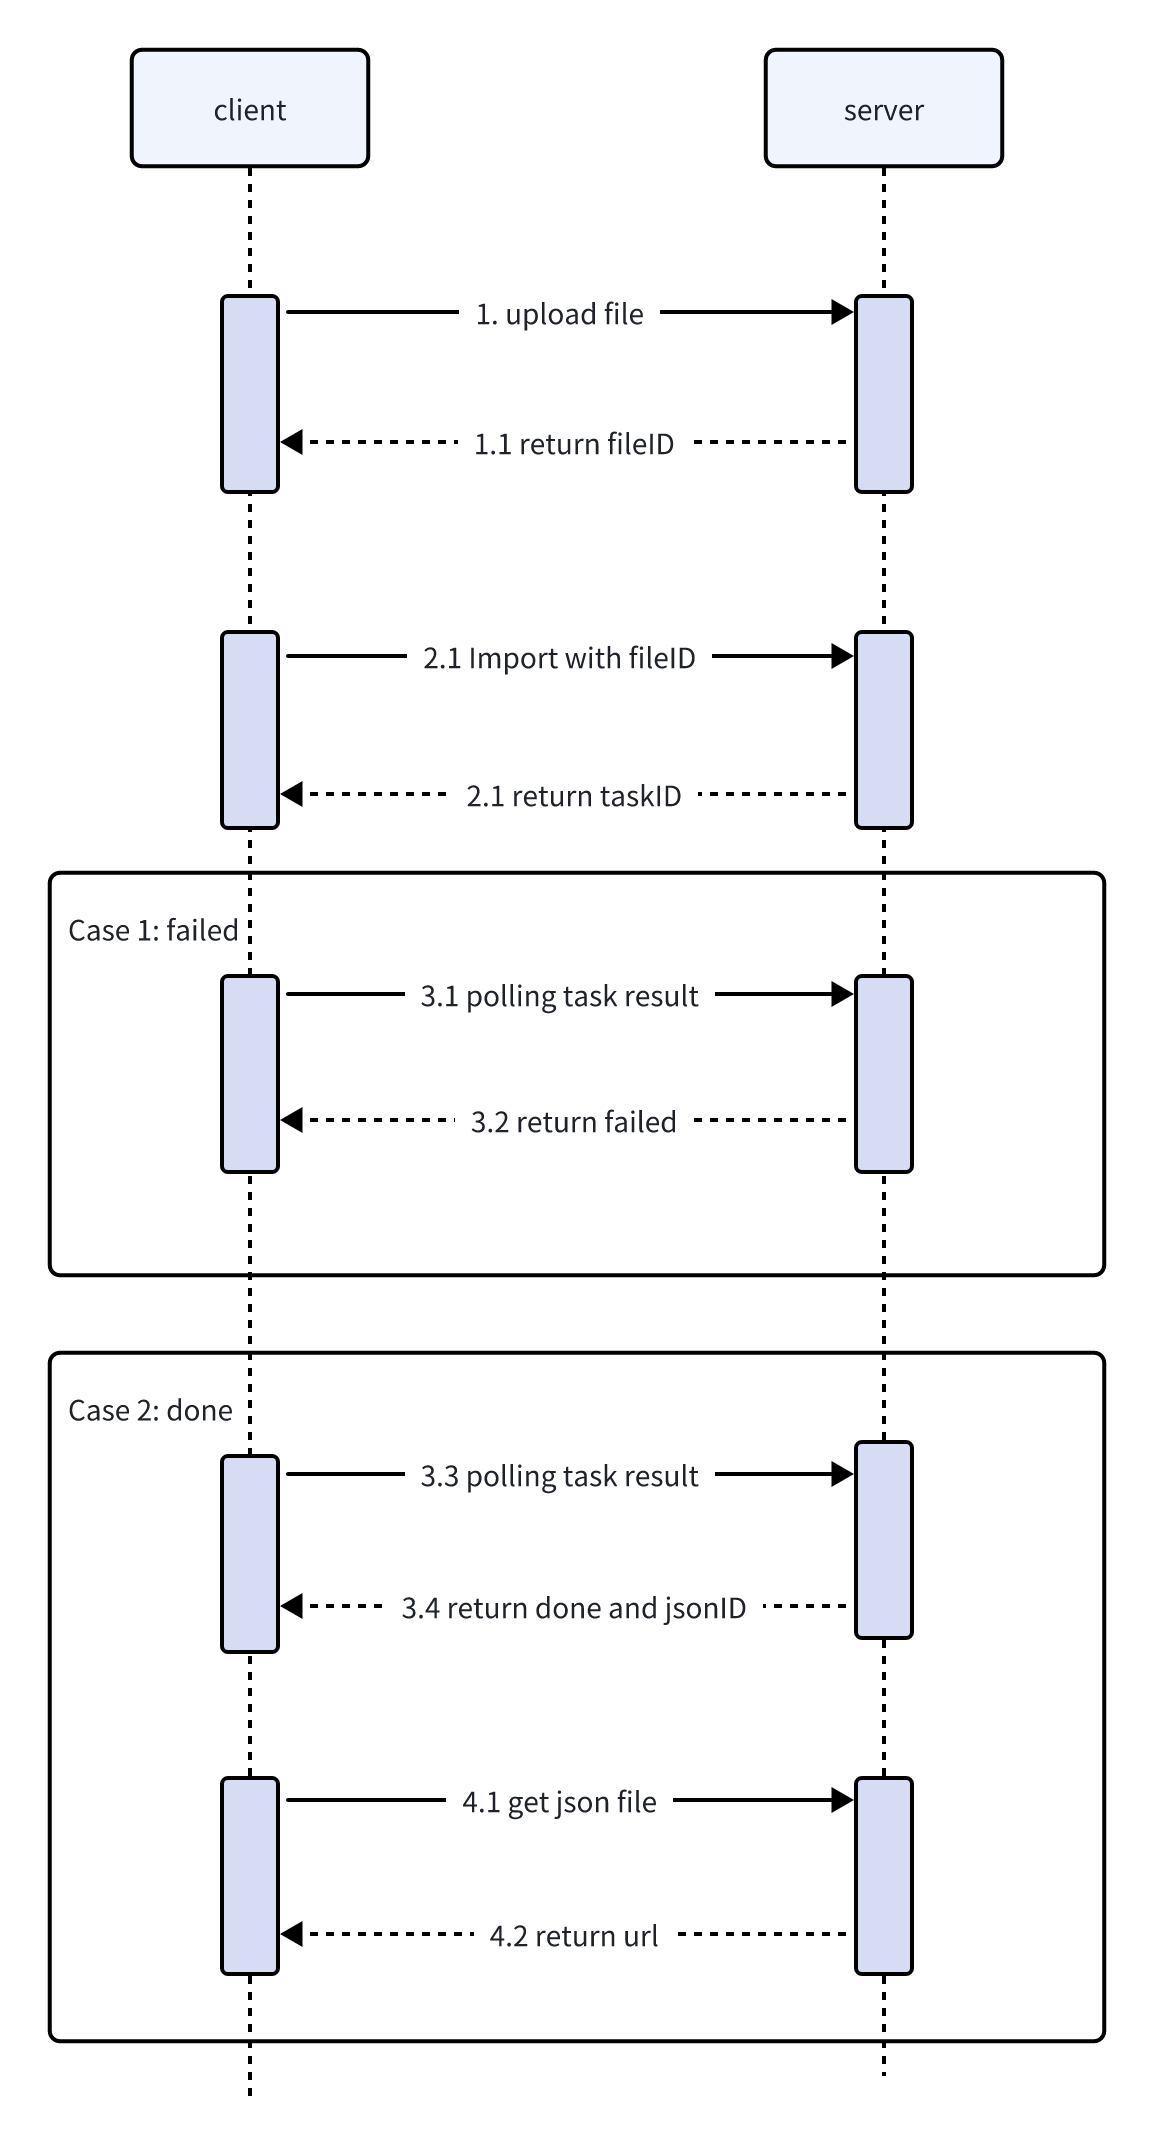 client
server
1. upload file
1.1 return fileID
2.1 Import with fileID
2.1 return taskID
Case 1: failed
3.1 polling task result
3.2 return failed
Case 2: done
3.3 polling task result
3.4 return done and jsonID
4.1 get json file
4.2 return url